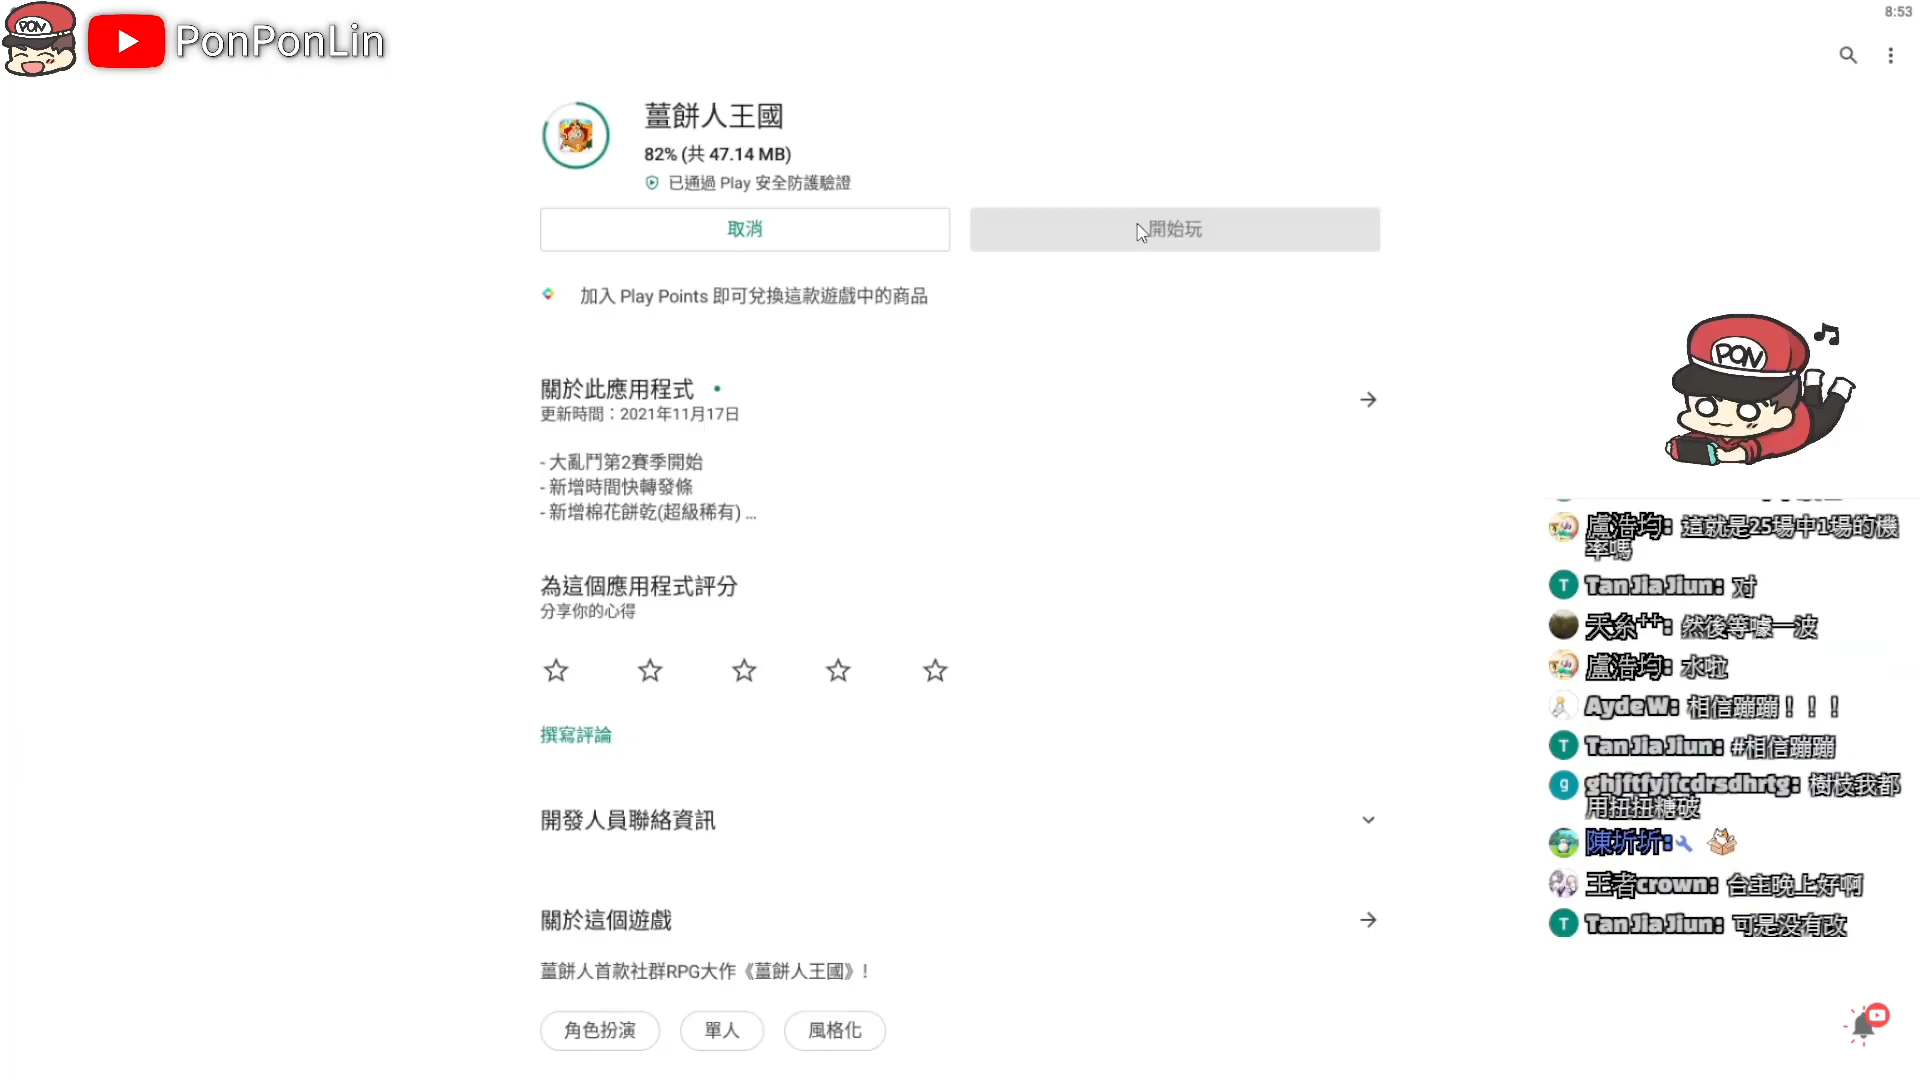 PON
PonPonLin
8:53
薑餅人王國
82% (共 47.14 MB)
已通過 Play 安全防護驗證
取消
開始玩
加入 Play Points 即可兌換這款遊戲中的商品
關於此應用程式
更新時間：2021年11月17日
- 大亂鬥第2賽季開始
- 新增時間快轉發條
- 新增棉花餅乾(超級稀有) ...
為這個應用程式評分
分享你的心得
撰寫評論
開發人員聯絡資訊
關於這個遊戲
薑餅人首款社群RPG大作《薑餅人王國》!
角色扮演
單人
風格化
PON
盧浩均: 這就是25場中1場的機
率嗎
T
TanJiaJiun: 对
天糸⁺⁺: 然後等噱一波
盧浩均: 水啦
Ayde W: 相信蹦蹦！！！
T
TanJiaJiun: #相信蹦蹦
g
ghjftfyjfcdrsdhrtg: 樹枝我都
用扭扭糖破
陳圻圻:
王者crown: 台主晚上好啊
T
TanJiaJiun: 可是没有改